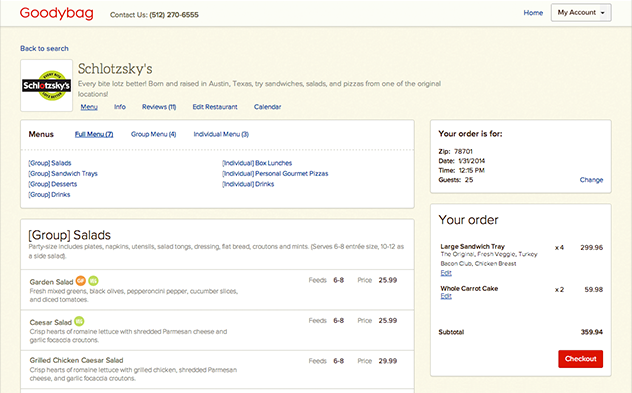 Goodybag
Contact Us: (512) 270-6555
Home
My Account
Back to search
EVERY BITE
Schlotzsky's
LOTZ BETTER!
Schlotzsky's
Every bite lotz better! Born and raised in Austin, Texas, try sandwiches, salads, and pizzas from one of the original
locations!
Menu Info Reviews (11) Edit Restaurant Calendar
Menus Full Menu (7) Group Menu (4) Individual Menu (3)
[Group] Salads
[Group] Sandwich Trays
[Group] Desserts
[Group] Drinks
[Individual] Box Lunches
[Individual] Personal Gourmet Pizzas
[Individual] Drinks
[Group] Salads
Party-size includes plates, napkins, utensils, salad tongs, dressing, flat bread, croutons and mints. (Serves 6-8 entrée size, 10-12 as
a side salad).
Garden Salad GF VG Feeds 6-8 Price 25.99
Fresh mixed greens, black olives, pepperoncini pepper, cucumber slices,
and diced tomatoes.
Caesar Salad VG Feeds 6-8 Price 25.99
Crisp hearts of romaine lettuce with shredded Parmesan cheese and
garlic focaccia croutons.
Grilled Chicken Caesar Salad Feeds 6-8 Price 29.99
Crisp hearts of romaine lettuce with grilled chicken, shredded Parmesan
cheese, and garlic focaccia croutons.
Your order is for:
Zip: 78701
Date: 1/31/2014
Time: 12:15 PM
Guests: 25
Change
Your order
Large Sandwich Tray x 4 299.96
The Original, Fresh Veggie, Turkey
Bacon Club, Chicken Breast
Edit
Whole Carrot Cake x 2 59.98
Edit
Subtotal 359.94
Checkout